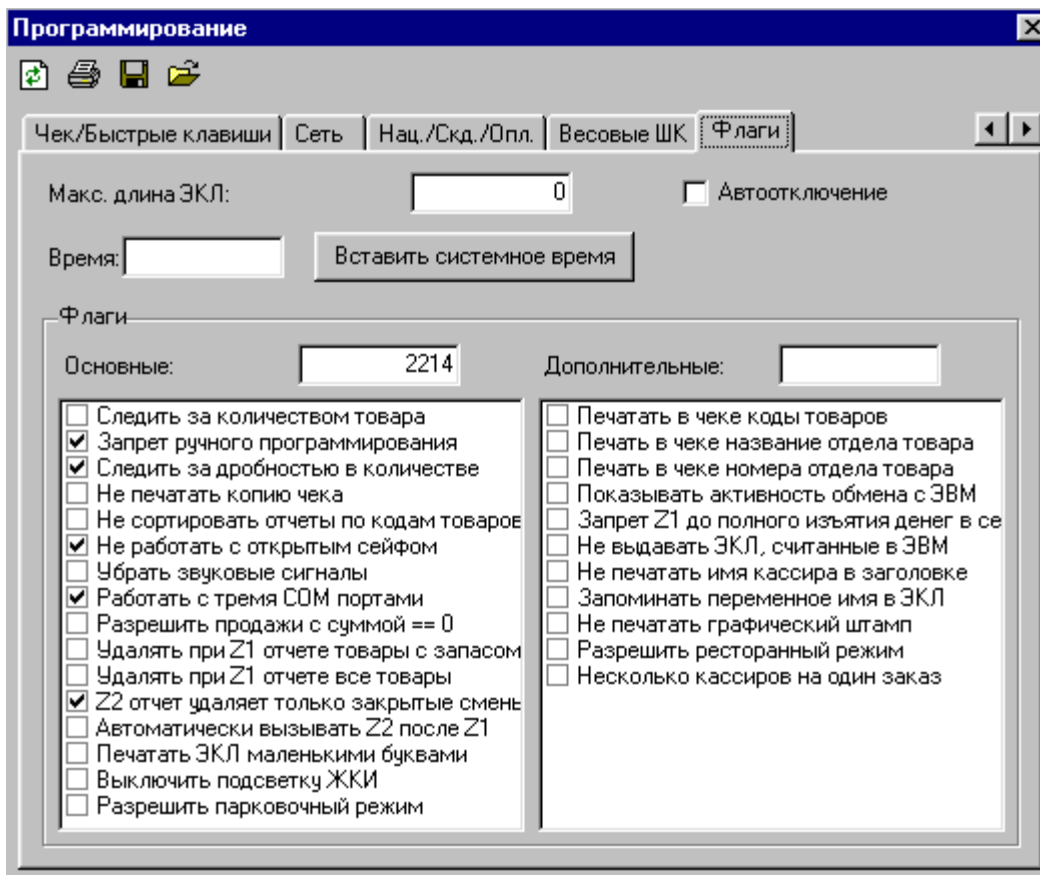 Программирование
Чек/Быстрые клавиши Сеть Нац./Скд./Опл. Весовые ШК Флаги
Макс. длина ЭКЛ: 0 Автоотключение
Время: Вставить системное время
Флаги
Основные: 2214 Дополнительные:
Следить за количеством товара
Запрет ручного программирования
Следить за дробностью в количестве
Не печатать копию чека
Не сортировать отчеты по кодам товаров
Не работать с открытым сейфом
Убрать звуковые сигналы
Работать с тремя COM портами
Разрешить продажи с суммой == 0
Удалять при Z1 отчете товары с запасом
Удалять при Z1 отчете все товары
Z2 отчет удаляет только закрытые смены
Автоматически вызывать Z2 после Z1
Печатать ЭКЛ маленькими буквами
Выключить подсветку ЖКИ
Разрешить парковочный режим
Печатать в чеке коды товаров
Печать в чеке название отдела товара
Печать в чеке номера отдела товара
Показывать активность обмена с ЭВМ
Запрет Z1 до полного изъятия денег в се
Не выдавать ЭКЛ, считанные в ЭВМ
Не печатать имя кассира в заголовке
Запоминать переменное имя в ЭКЛ
Не печатать графический штамп
Разрешить ресторанный режим
Несколько кассиров на один заказ